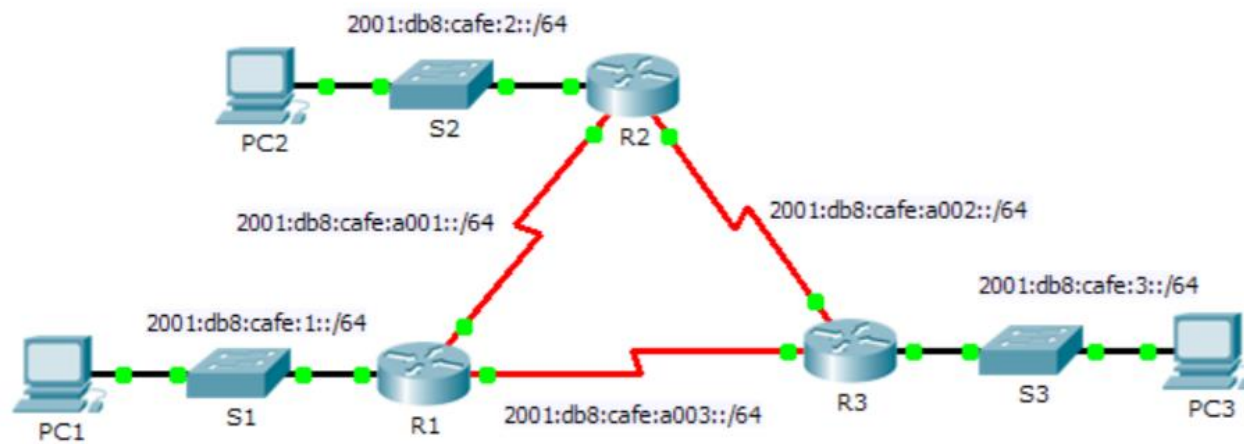 2001:db8:cafe:2::/64
PC2
S2
R2
2001:db8:cafe:a001::/64
2001:db8:cafe:a002::/64
2001:db8:cafe:3::/64
2001:db8:cafe:1::/64
PC1
S1
R1
2001:db8:cafe:a003::/64
R3
S3
PC3